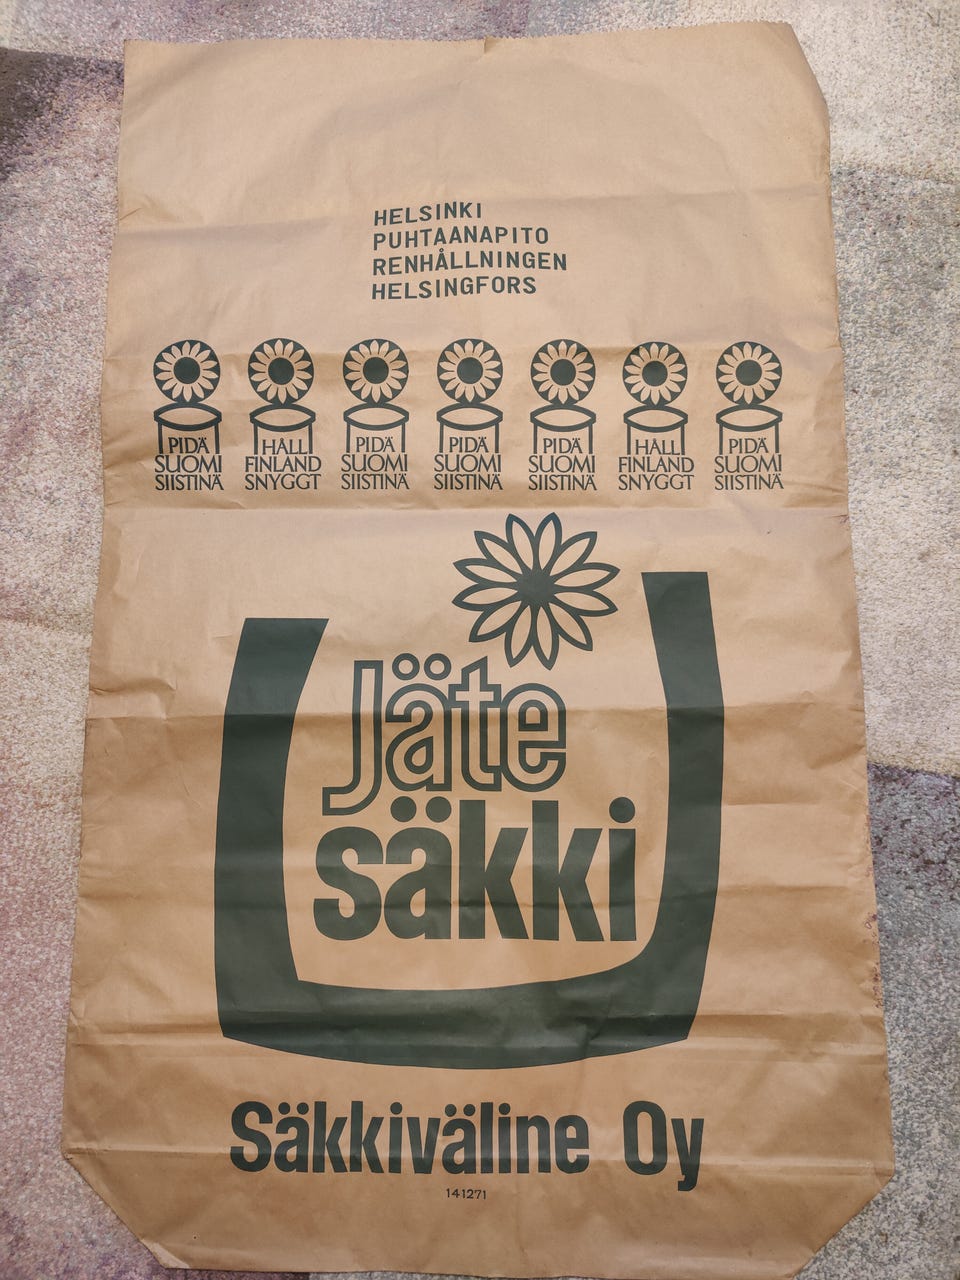 HELSINKI
PUHTAANAPITO
RENHÅLLNINGEN
HELSINGFORS
PIDÄ SUOMI SIISTINÄ
HÅLL FINLAND SNYGGT
PIDÄ SUOMI SIISTINÄ
PIDÄ SUOMI SIISTINÄ
PIDÄ SUOMI SIISTINÄ
HÅLL FINLAND SNYGGT
PIDÄ SUOMI SIISTINÄ
Jäte
säkki
Säkkiväline Oy
141271